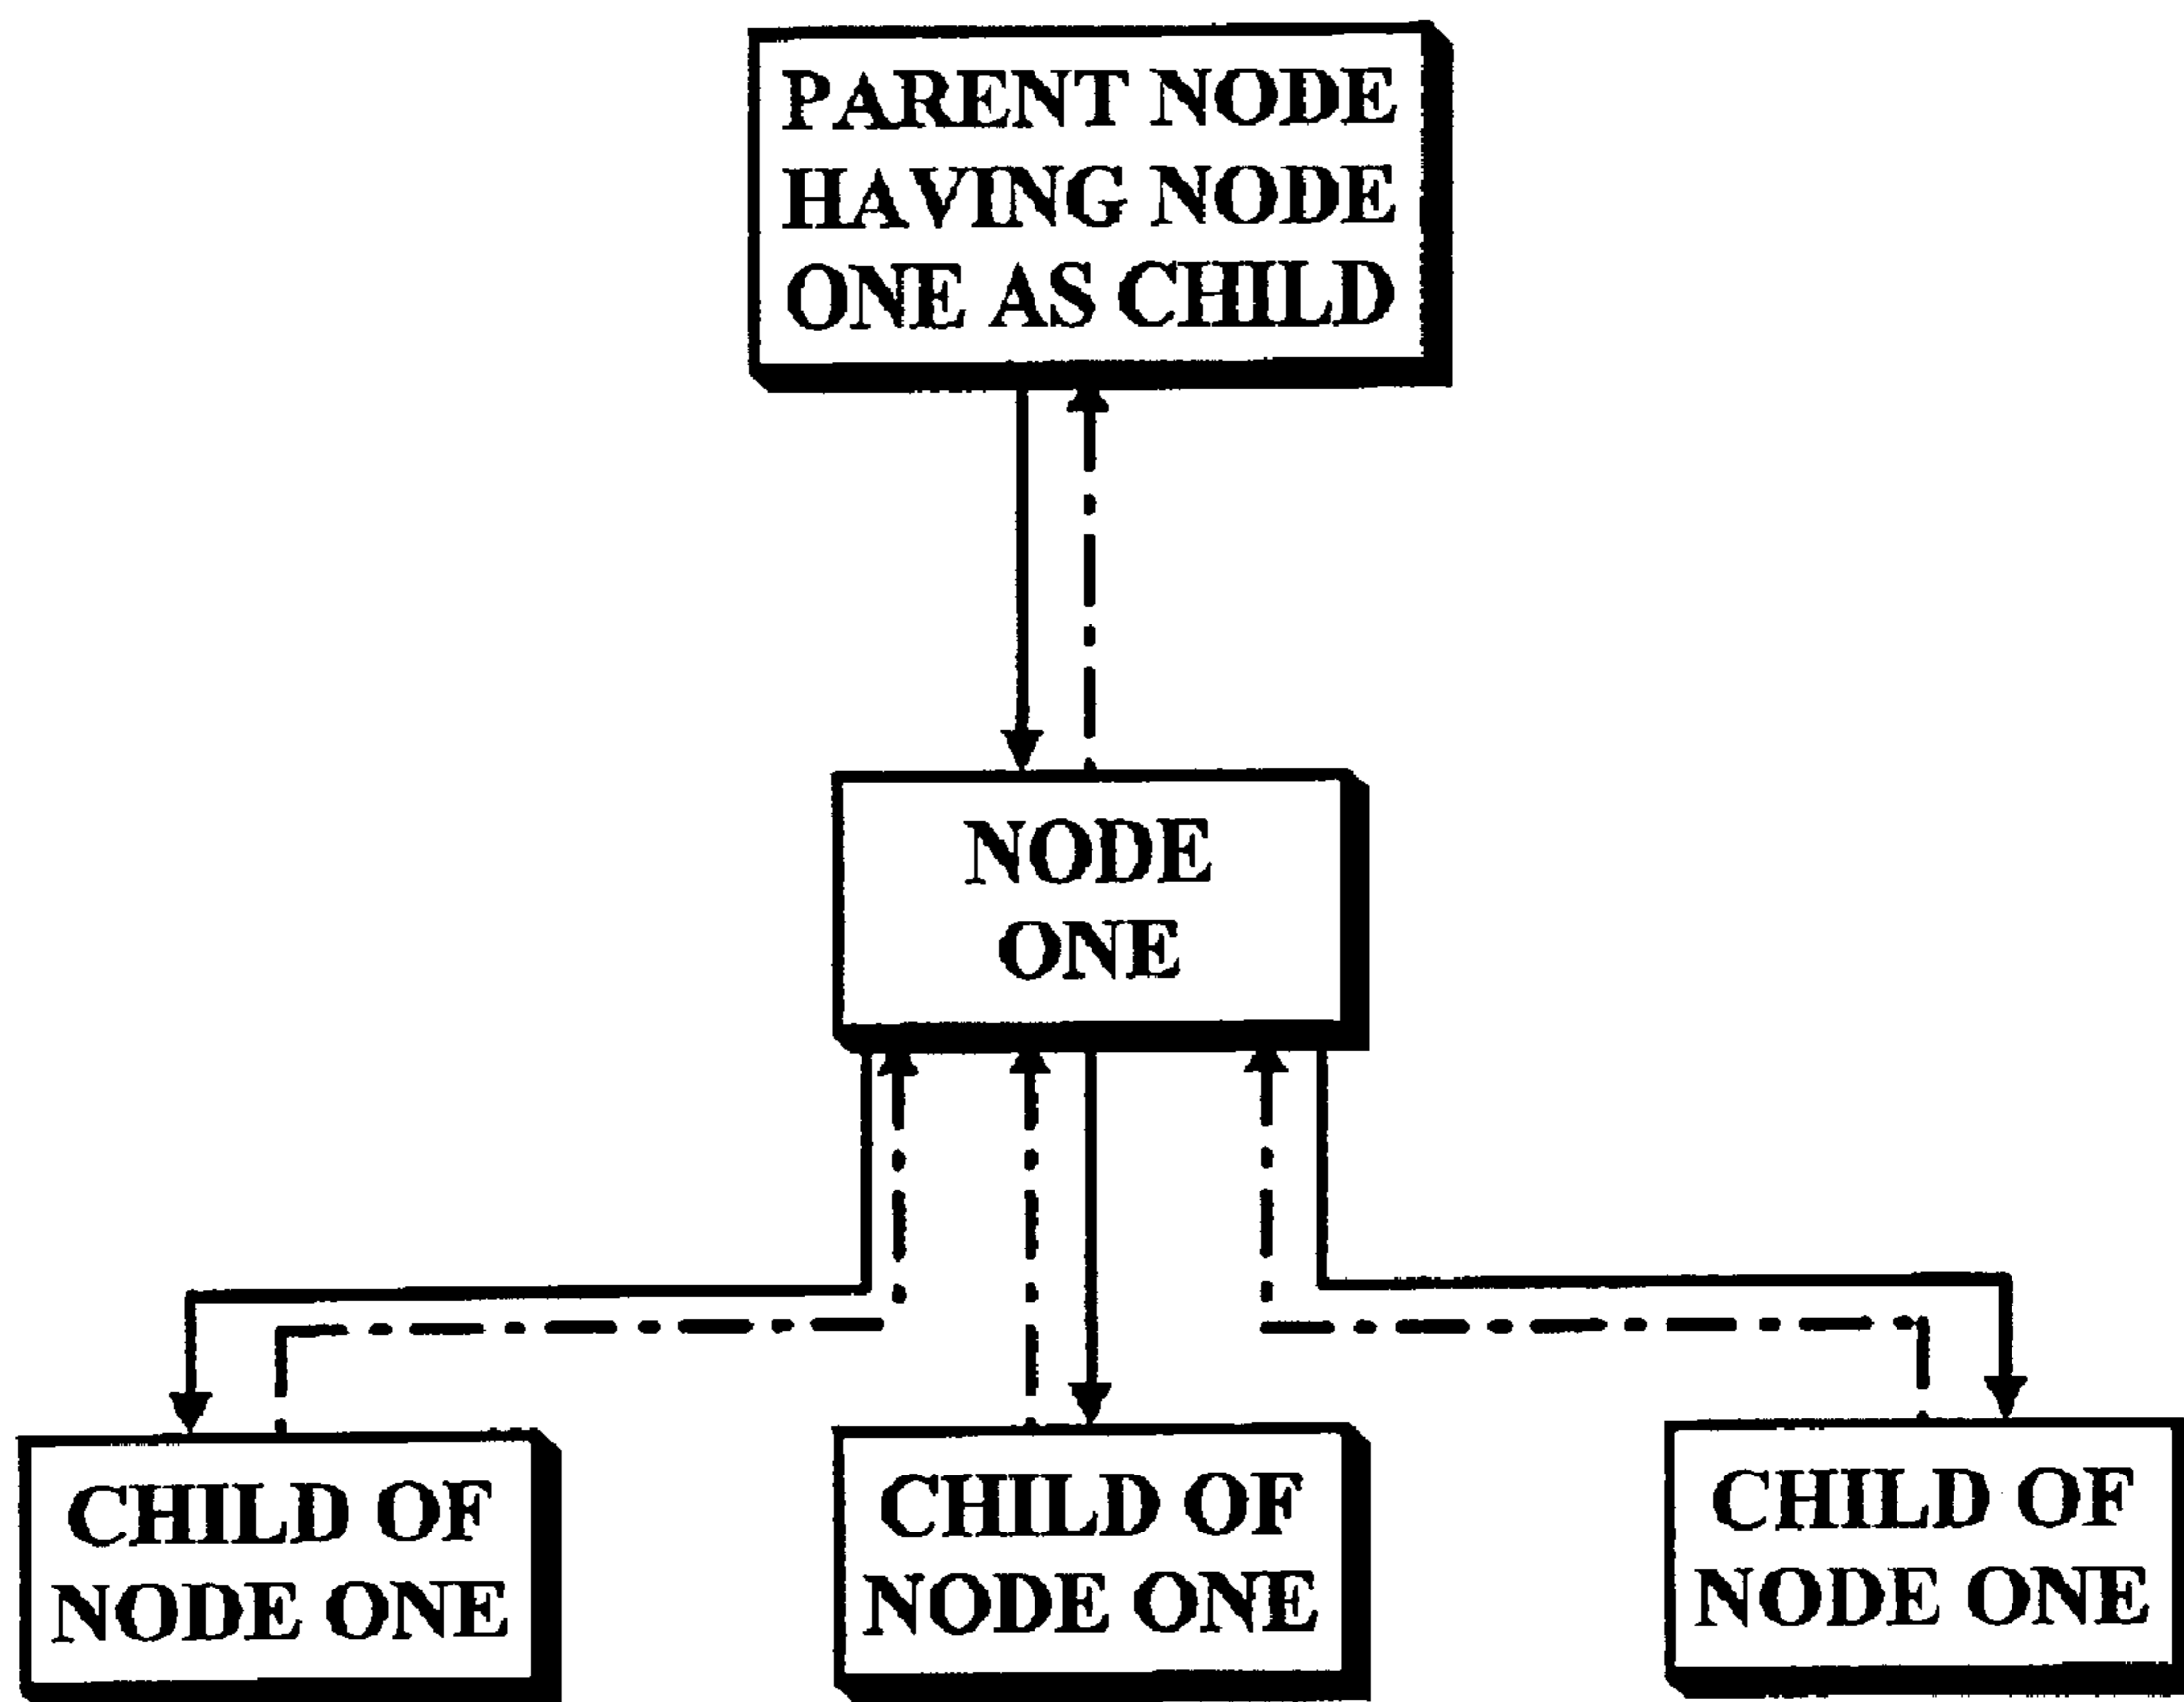 PARENT NODE
HAVING NODE
ONE AS CHILD
NODE
ONE
CHILD OF
NODE ONE
CHILD OF
NODE ONE
CHILD OF
NODE ONE